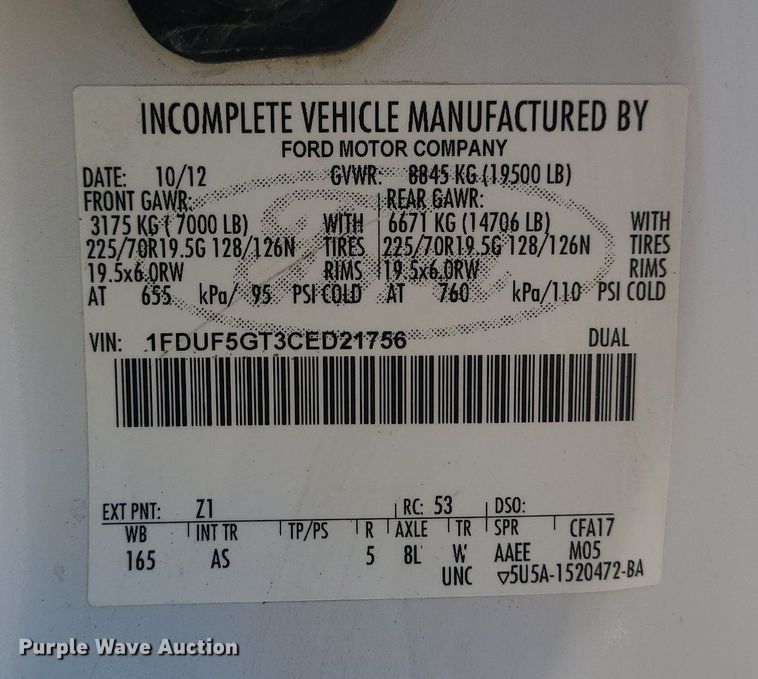 INCOMPLETE VEHICLE MANUFACTURED BY
FORD MOTOR COMPANY
DATE: 10/12 GVWR: 8845 KG (19500 LB)
FRONT GAWR: REAR GAWR:
3175 KG ( 7000 LB) WITH 6671 KG (14706 LB) WITH
225/70R19.5G 128/126N TIRES 225/70R19.5G 128/126N TIRES
19.5x6.0RW RIMS 19.5x6.0RW RIMS
AT 655 kPa/ 95 PSI COLD AT 760 kPa/110 PSI COLD
VIN: 1FDUF5GT3CED21756 DUAL
EXT PNT: Z1 RC: 53 DSO:
WB INT TR TP/PS R AXLE TR SPR CFA17
165 AS 5 8L W AAEE M05
UNC ▽5U5A-1520472-BA
Purple Wave Auction